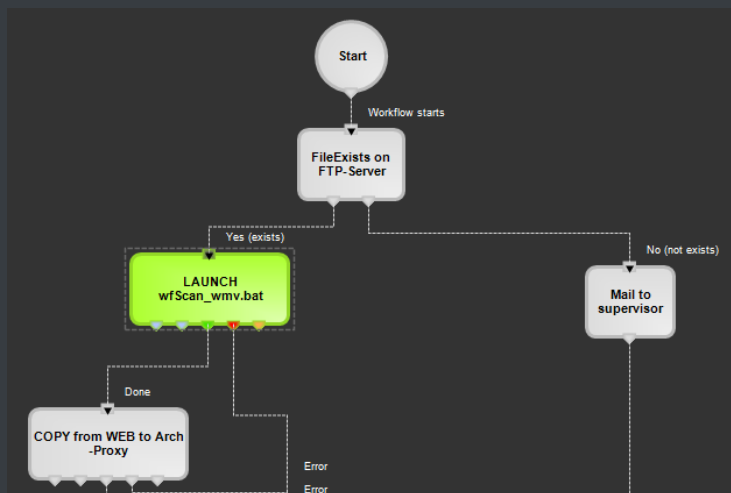 Start
Workflow starts
FileExists on
FTP-Server
Yes (exists)
No (not exists)
LAUNCH
wfScan_wmv.bat
Mail to
supervisor
Done
COPY from WEB to Arch
-Proxy
Error
Error